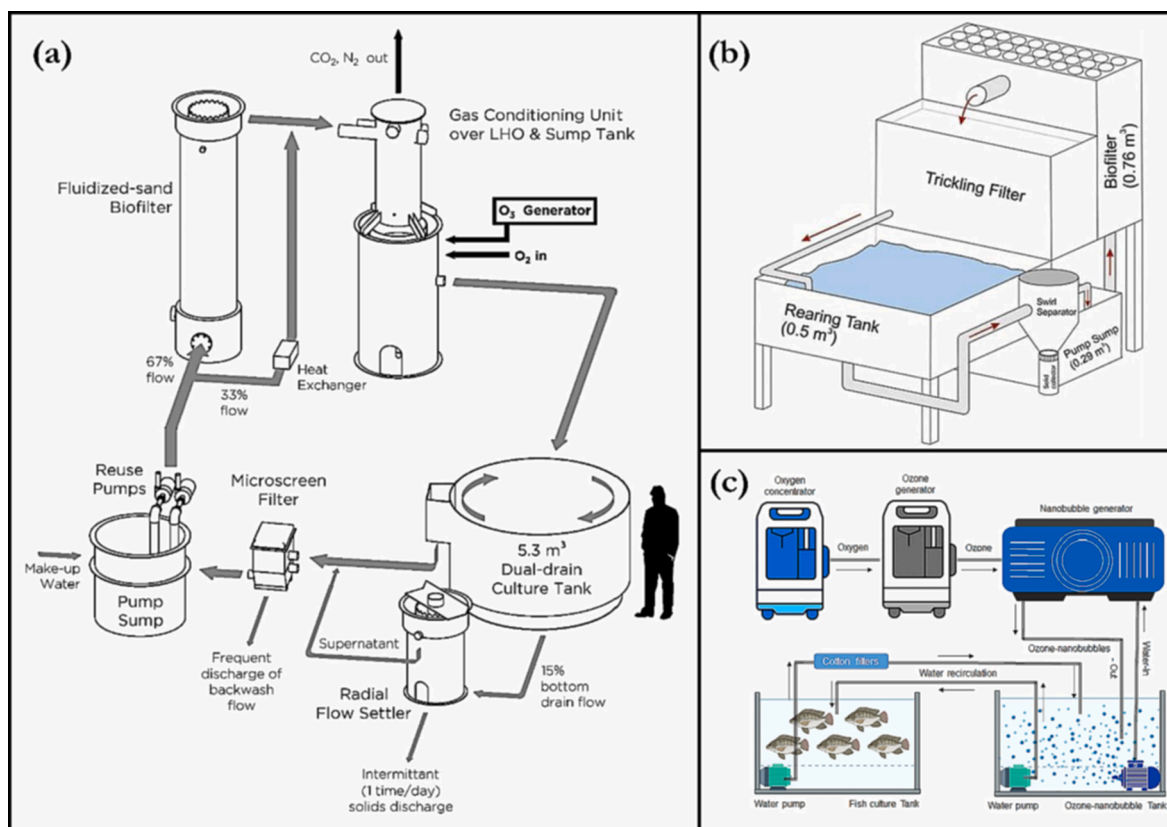 (a)
CO2, N2 out
Gas Conditioning Unit
over LHO & Sump Tank
Fluidized-sand
Biofilter
O3 Generator
O2 in
67%
flow
33%
flow
Heat
Exchanger
Reuse
Pumps
Microscreen
Filter
Make-up
Water
Pump
Sump
5.3 m³
Dual-drain
Culture Tank
Supernatant
Frequent
discharge of
backwash
flow
Radial
Flow Settler
15%
bottom
drain flow
Intermittant
(1 time/day)
solids discharge
(b)
Biofilter
(0.76 m³)
Trickling Filter
Rearing Tank
(0.5 m³)
Swirl
Separator
Pump Sump
(0.29 m³)
Solid
collector
(c)
Oxygen
concentrator
Ozone
generator
Nanobubble generator
Oxygen
Ozone
Ozone-nanobubbles
- Out
Water-In
Cotton filters
Water recirculation
Water pump
Fish culture Tank
Water pump
Ozone-nanobubble Tank